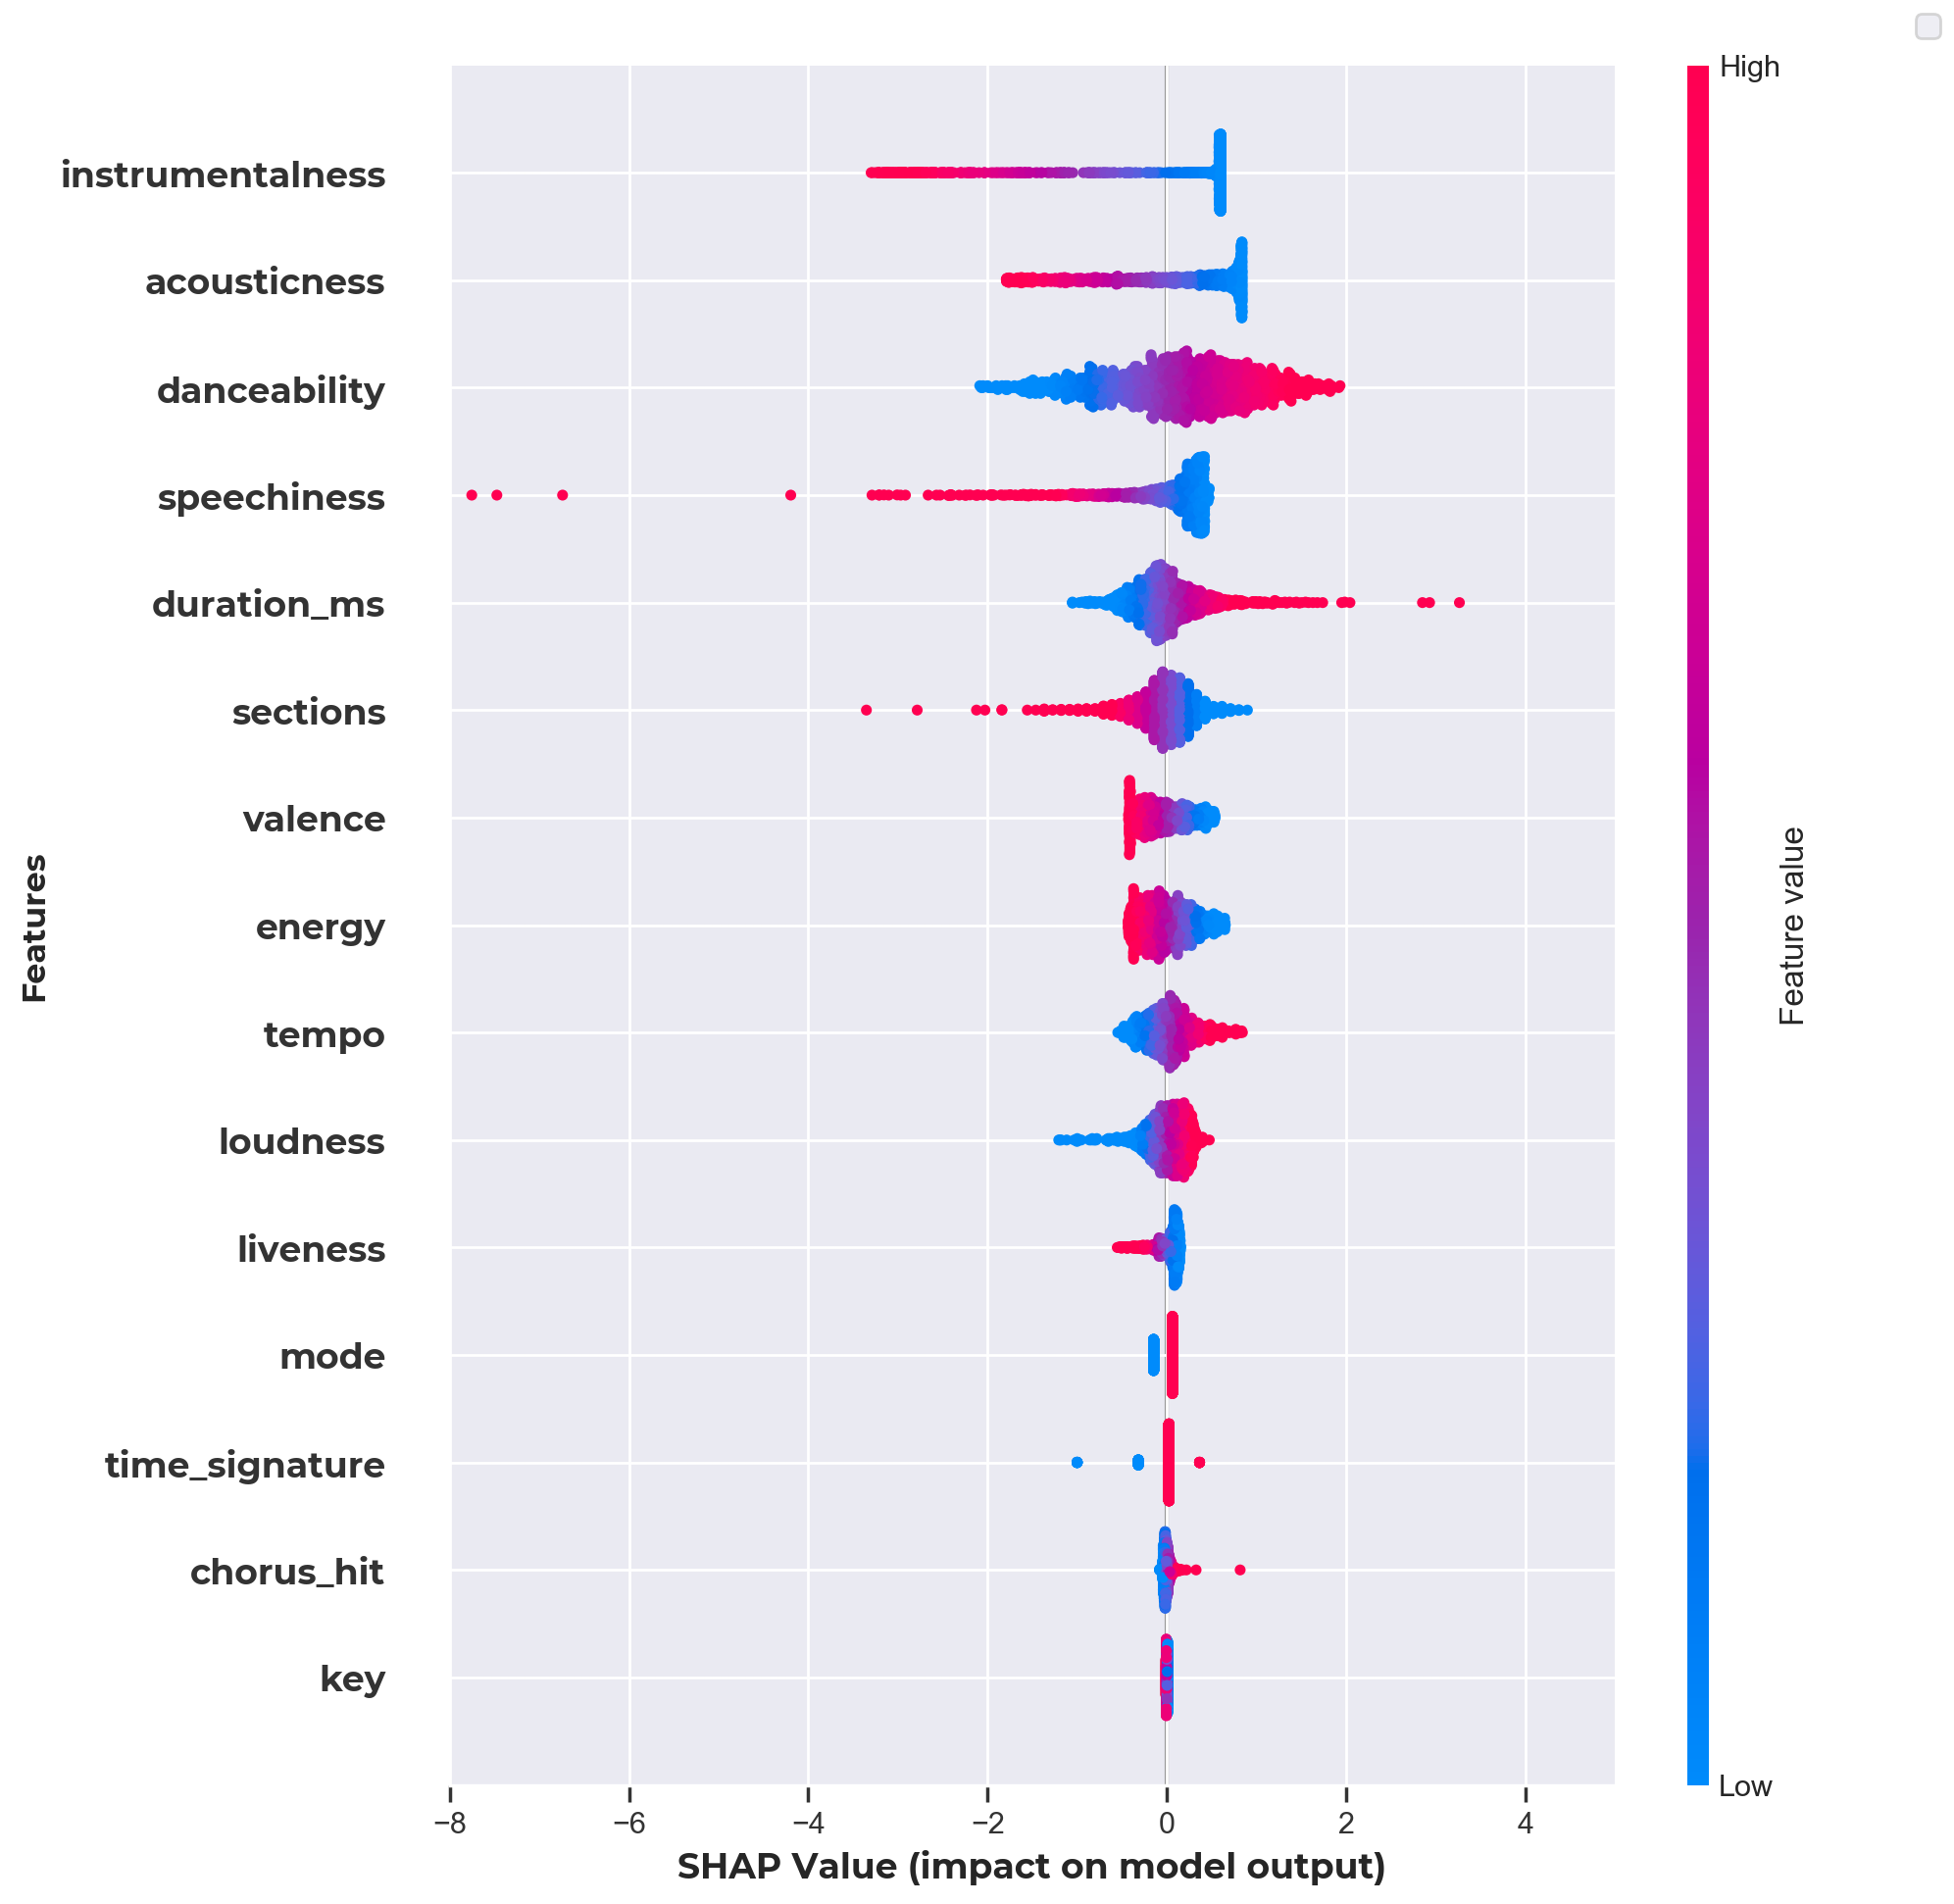 High
instrumentalness
acousticness
danceability
speechiness
duration_ms
sections
valence
energy
tempo
loudness
liveness
mode
time_signature
chorus_hit
key
Features
Feature value
Low
−8 −6 −4 −2 0 2 4
SHAP Value (impact on model output)